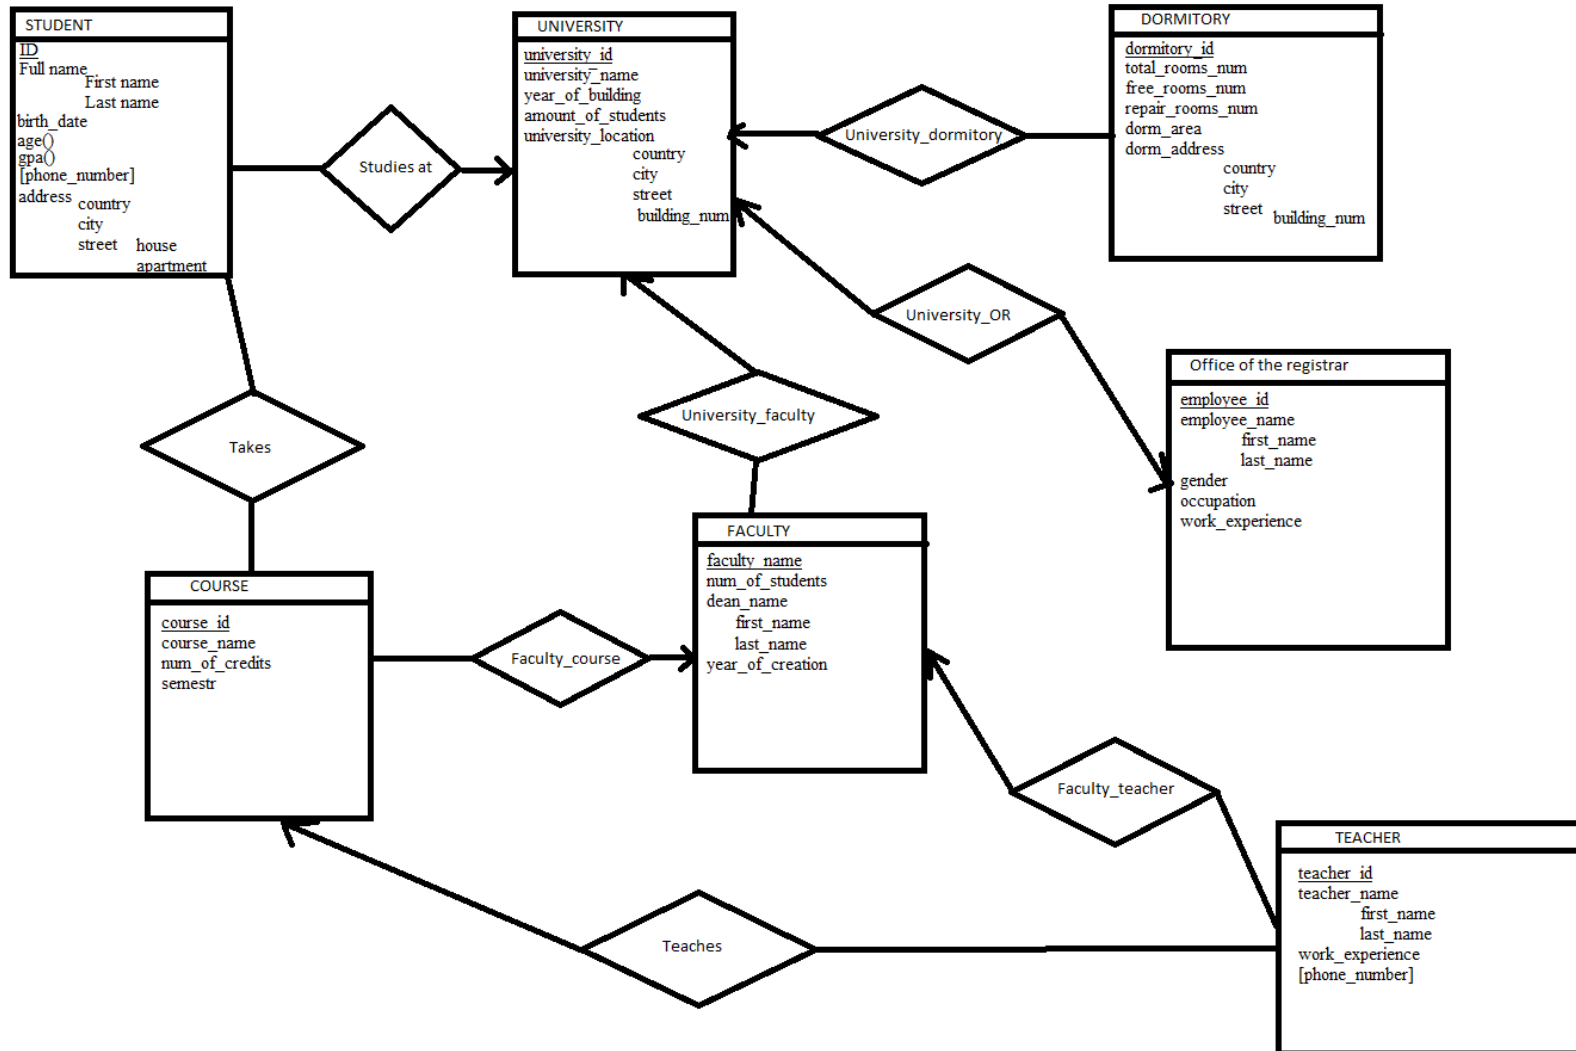 STUDENT
ID
Full name
First name
Last name
birth_date
age()
gpa()
[phone_number]
address
country
city
street house
apartment
Studies at
UNIVERSITY
university_id
university_name
year_of_building
amount_of_students
university_location
country
city
street
building_num
University_dormitory
DORMITORY
dormitory_id
total_rooms_num
free_rooms_num
repair_rooms_num
dorm_area
dorm_address
country
city
street
building_num
University_OR
Office of the registrar
employee_id
employee_name
first_name
last_name
gender
occupation
work_experience
Takes
University_faculty
COURSE
course_id
course_name
num_of_credits
semestr
Faculty_course
FACULTY
faculty_name
num_of_students
dean_name
first_name
last_name
year_of_creation
Faculty_teacher
Teaches
TEACHER
teacher_id
teacher_name
first_name
last_name
work_experience
[phone_number]